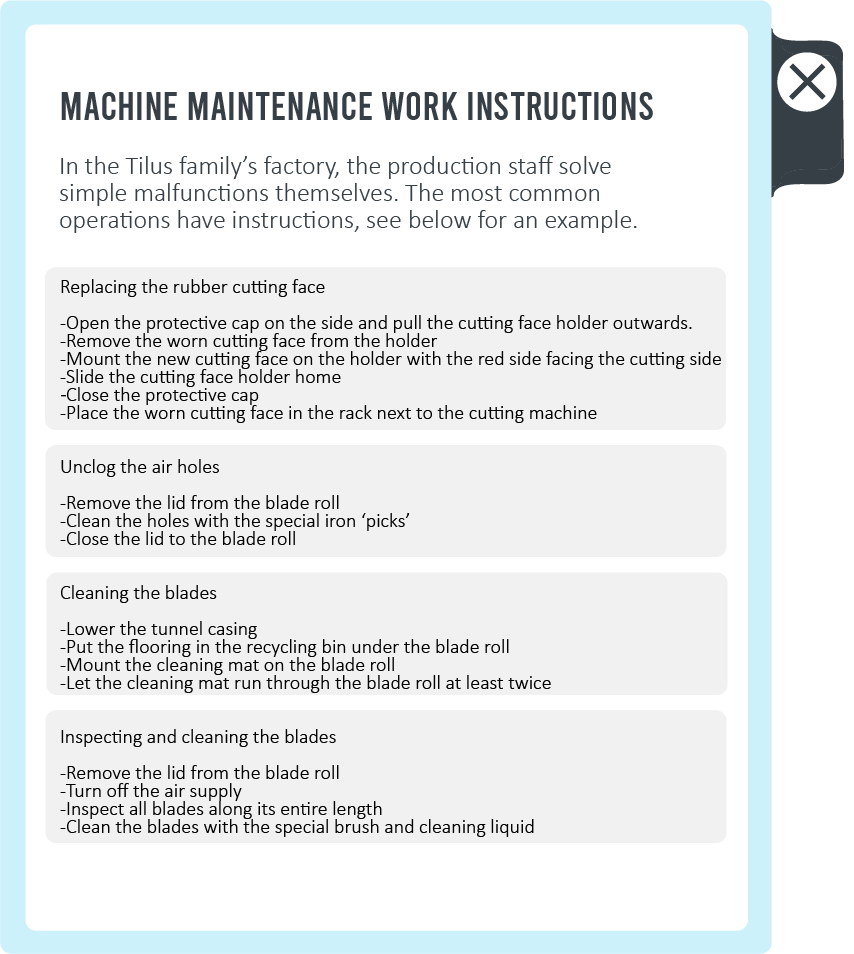 MACHINE MAINTENANCE WORK INSTRUCTIONS
In the Tilus family’s factory, the production staff solve
simple malfunctions themselves. The most common
operations have instructions, see below for an example.
Replacing the rubber cutting face
-Open the protective cap on the side and pull the cutting face holder outwards.
-Remove the worn cutting face from the holder
-Mount the new cutting face on the holder with the red side facing the cutting side
-Slide the cutting face holder home
-Close the protective cap
-Place the worn cutting face in the rack next to the cutting machine
Unclog the air holes
-Remove the lid from the blade roll
-Clean the holes with the special iron ‘picks’
-Close the lid to the blade roll
Cleaning the blades
-Lower the tunnel casing
-Put the flooring in the recycling bin under the blade roll
-Mount the cleaning mat on the blade roll
-Let the cleaning mat run through the blade roll at least twice
Inspecting and cleaning the blades
-Remove the lid from the blade roll
-Turn off the air supply
-Inspect all blades along its entire length
-Clean the blades with the special brush and cleaning liquid